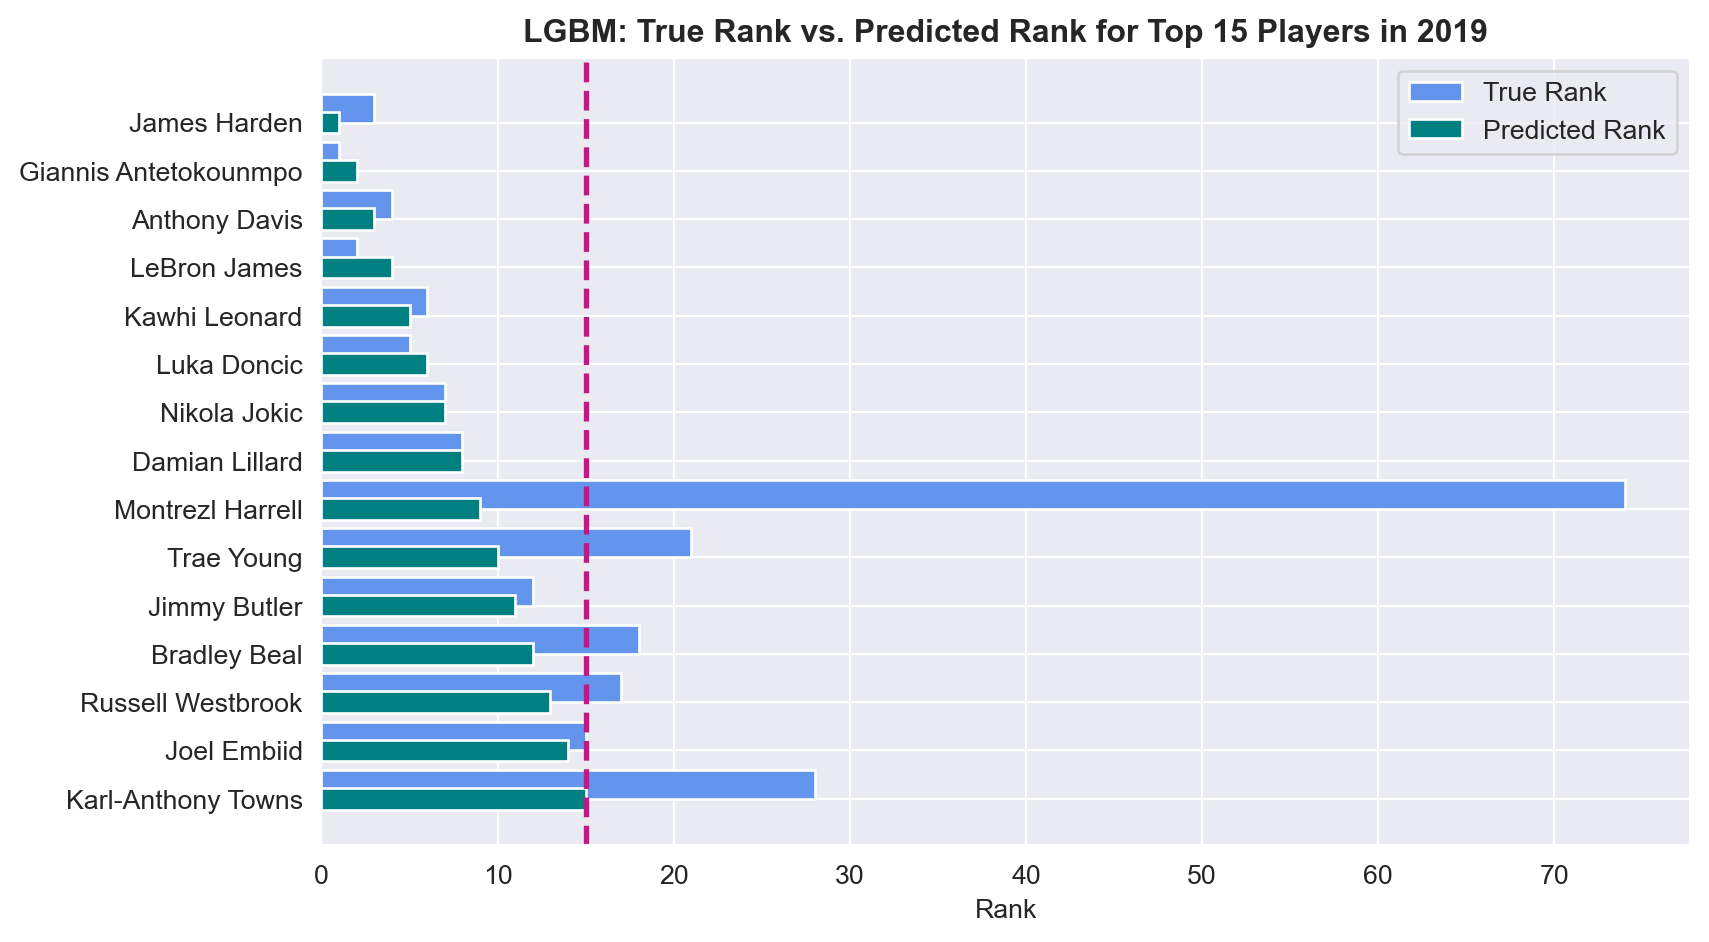 LGBM: True Rank vs. Predicted Rank for Top 15 Players in 2019
True Rank
Predicted Rank
James Harden
Giannis Antetokounmpo
Anthony Davis
LeBron James
Kawhi Leonard
Luka Doncic
Nikola Jokic
Damian Lillard
Montrezl Harrell
Trae Young
Jimmy Butler
Bradley Beal
Russell Westbrook
Joel Embiid
Karl-Anthony Towns
0 10 20 30 40 50 60 70
Rank